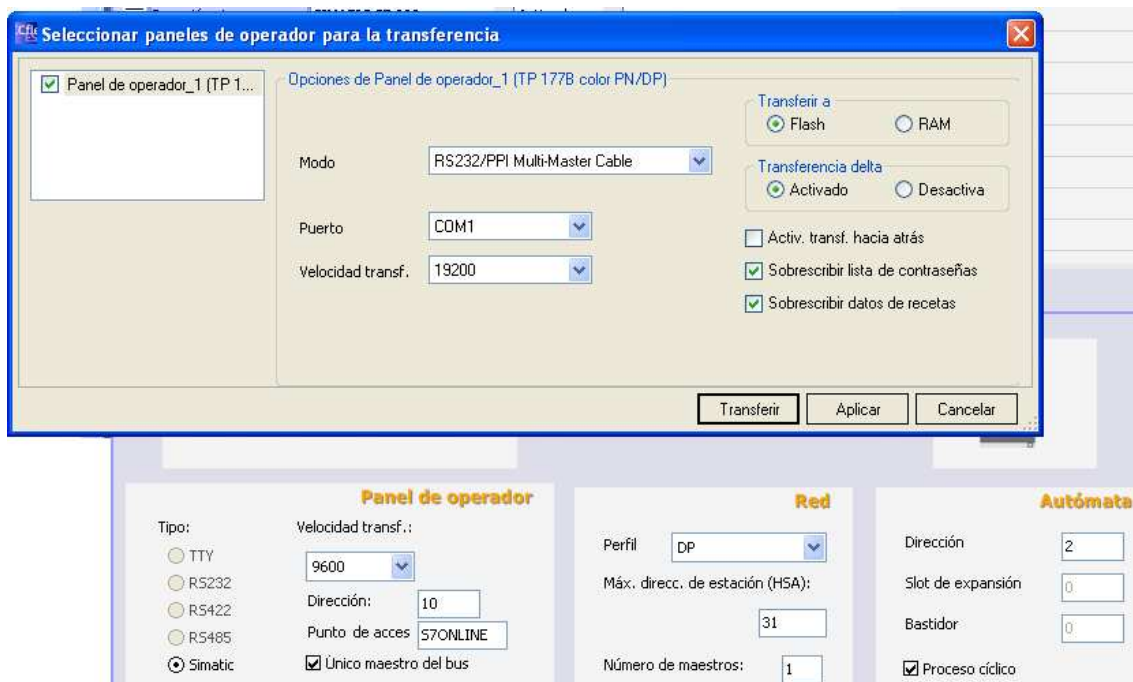 Seleccionar paneles de operador para la transferencia
Panel de operador_1 (TP 1...
Opciones de Panel de operador_1 (TP 177B color PN/DP)
Transferir a
Flash
RAM
Modo
RS232/PPI Multi-Master Cable
Transferencia delta
Activado
Desactiva
Puerto
COM1
Activ. transf. hacia atrás
Velocidad transf.
19200
Sobrescribir lista de contraseñas
Sobrescribir datos de recetas
Transferir
Aplicar
Cancelar
Panel de operador
Tipo:
TTY
RS232
RS422
RS485
Simatic
Velocidad transf.:
9600
Dirección:
10
Punto de acces
S7ONLINE
Único maestro del bus
Red
Perfil
DP
Máx. direcc. de estación (HSA):
31
Número de maestros:
1
Autómata
Dirección
2
Slot de expansión
0
Bastidor
0
Proceso cíclico